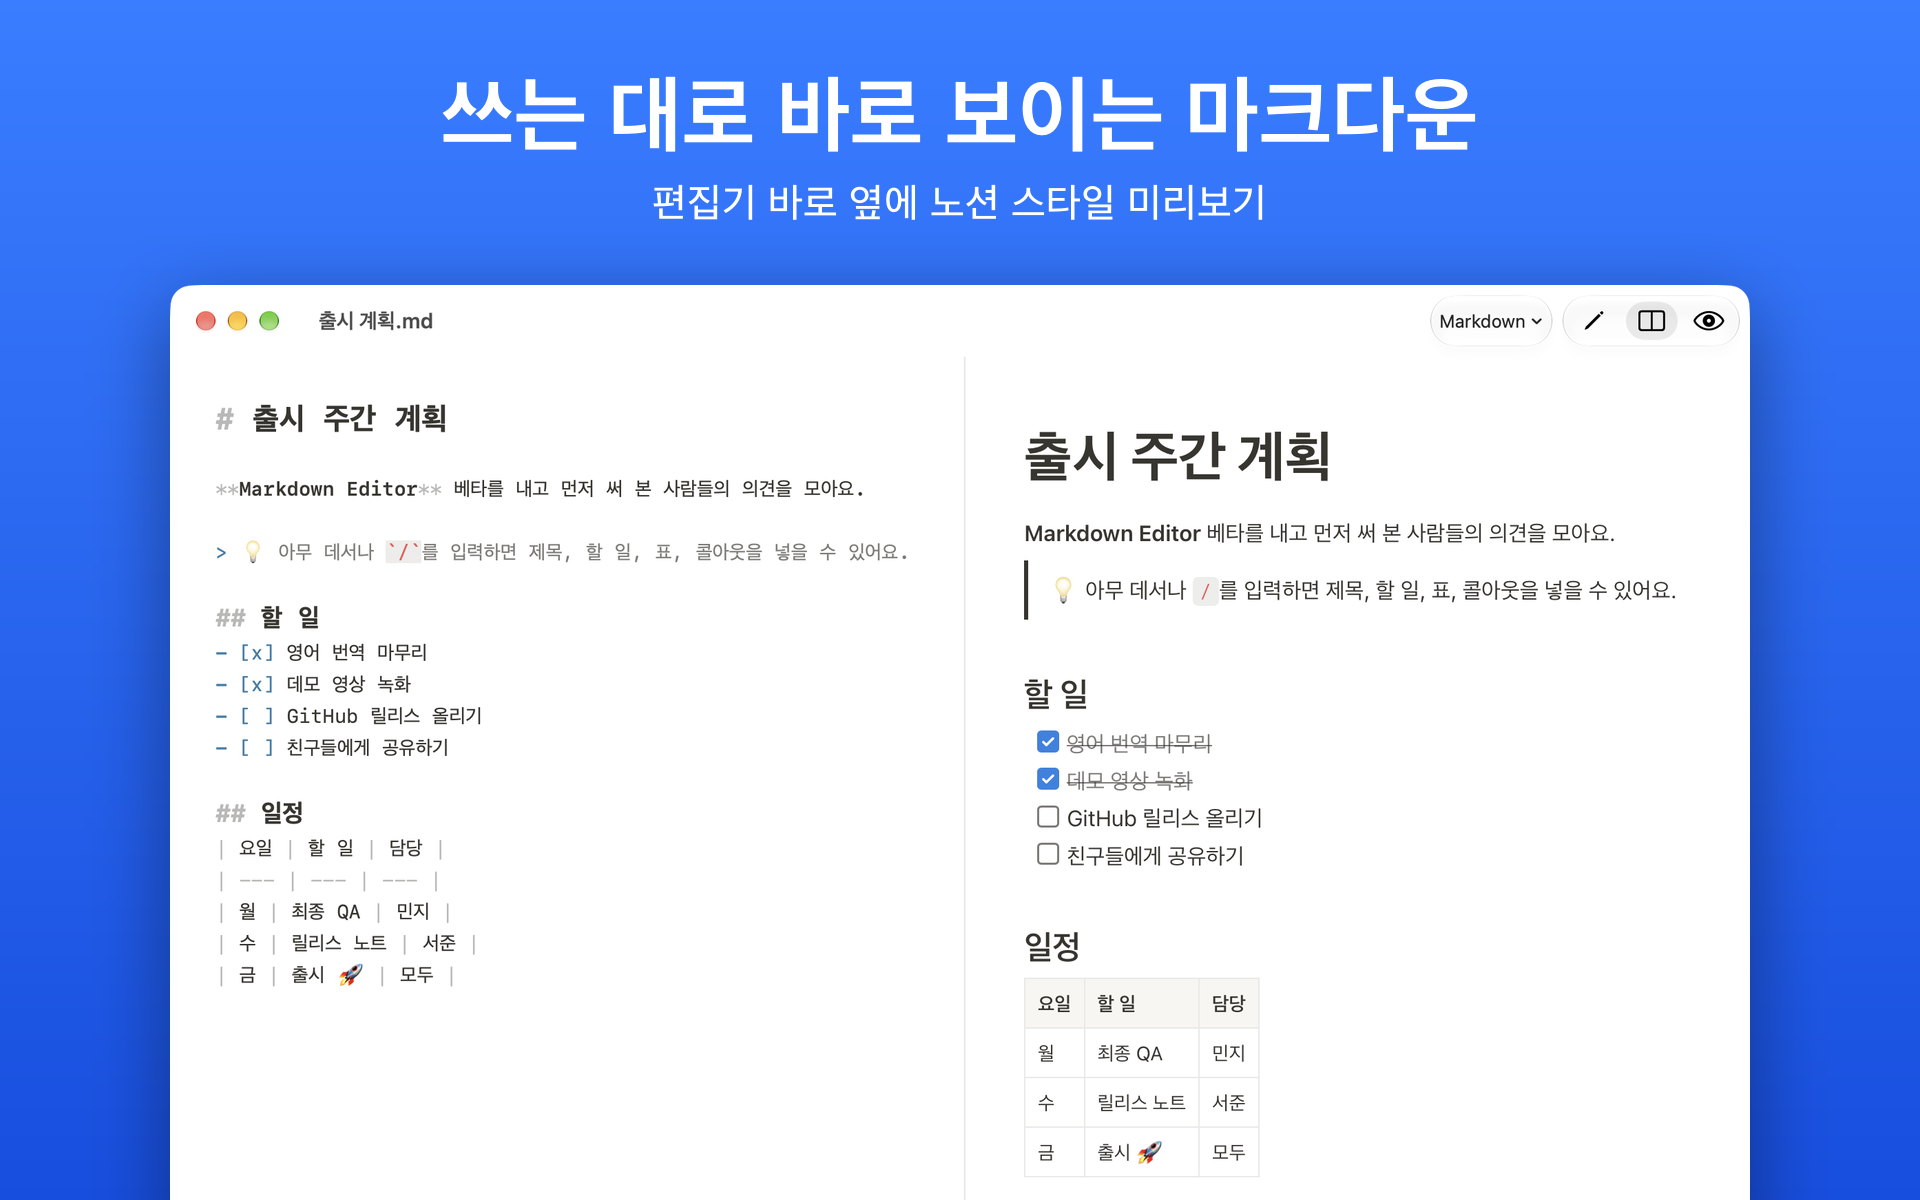 쓰는 대로 바로 보이는 마크다운
편집기 바로 옆에 노션 스타일 미리보기
출시 계획.md
Markdown
# 출시 주간 계획
**Markdown Editor** 베타를 내고 먼저 써 본 사람들의 의견을 모아요.
> 💡 아무 데서나 `/`를 입력하면 제목, 할 일, 표, 콜아웃을 넣을 수 있어요.
## 할 일
- [x] 영어 번역 마무리
- [x] 데모 영상 녹화
- [ ] GitHub 릴리스 올리기
- [ ] 친구들에게 공유하기
## 일정
| 요일 | 할 일 | 담당 |
| --- | --- | --- |
| 월 | 최종 QA | 민지 |
| 수 | 릴리스 노트 | 서준 |
| 금 | 출시 🚀 | 모두 |
출시 주간 계획
Markdown Editor 베타를 내고 먼저 써 본 사람들의 의견을 모아요.
💡 아무 데서나 / 를 입력하면 제목, 할 일, 표, 콜아웃을 넣을 수 있어요.
할 일
영어 번역 마무리
데모 영상 녹화
GitHub 릴리스 올리기
친구들에게 공유하기
일정
요일 할 일 담당
월 최종 QA 민지
수 릴리스 노트 서준
금 출시 🚀 모두